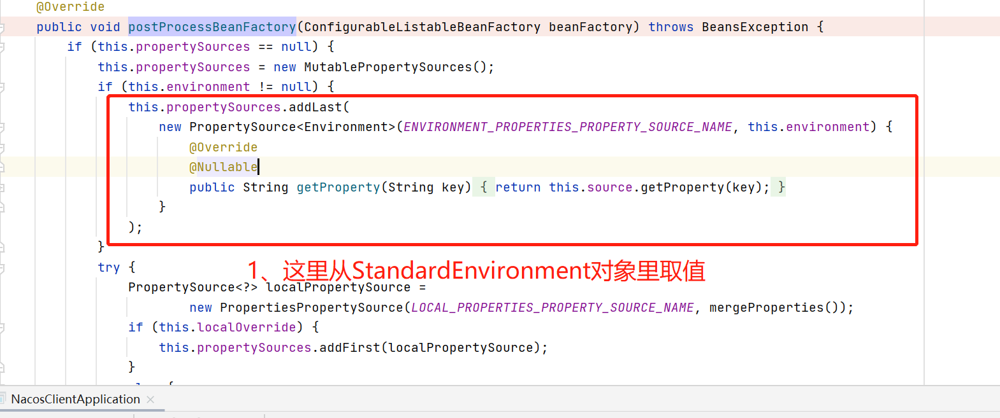 @Override
public void postProcessBeanFactory(ConfigurableListableBeanFactory beanFactory) throws BeansException {
if (this.propertySources == null) {
this.propertySources = new MutablePropertySources();
if (this.environment != null) {
this.propertySources.addLast(
new PropertySource<Environment>(ENVIRONMENT_PROPERTIES_PROPERTY_SOURCE_NAME, this.environment) {
@Override
@Nullable
public String getProperty(String key) { return this.source.getProperty(key); }
}
);
}
try {
1、这里从StandardEnvironment对象里取值
PropertySource<?> localPropertySource =
new PropertiesPropertySource(LOCAL_PROPERTIES_PROPERTY_SOURCE_NAME, mergeProperties());
if (this.localOverride) {
this.propertySources.addFirst(localPropertySource);
}
NacosClientApplication